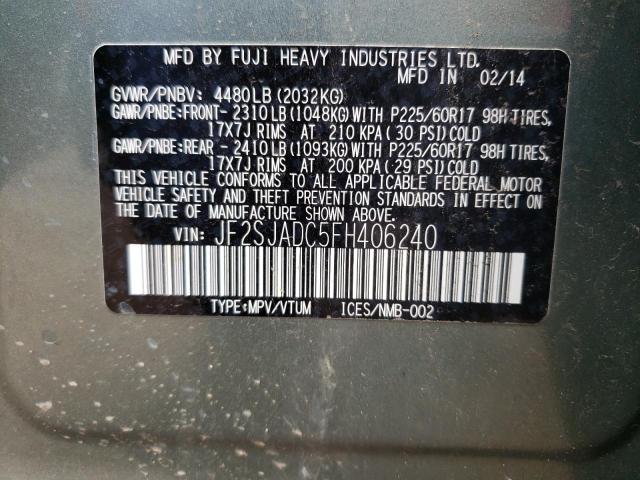 MFD BY FUJI HEAVY INDUSTRIES LTD.
MFD IN 02/14
GVWR/PNBV: 4480LB (2032KG)
GAWR/PNBE:FRONT- 2310LB (1048KG) WITH P225/60R17 98H TIRES,
17X7J RIMS AT 210 KPA ( 30 PSI) COLD
GAWR/PNBE:REAR - 2410LB (1093KG) WITH P225/60R17 98H TIRES,
17X7J RIMS AT 200 KPA ( 29 PSI) COLD
THIS VEHICLE CONFORMS TO ALL APPLICABLE FEDERAL MOTOR
VEHICLE SAFETY AND THEFT PREVENTION STANDARDS IN EFFECT
ON THE DATE OF MANUFACTURE SHOWN ABOVE.
VIN: JF2SJADC5FH406240
TYPE:MPV/VTUM ICES/NMB-002